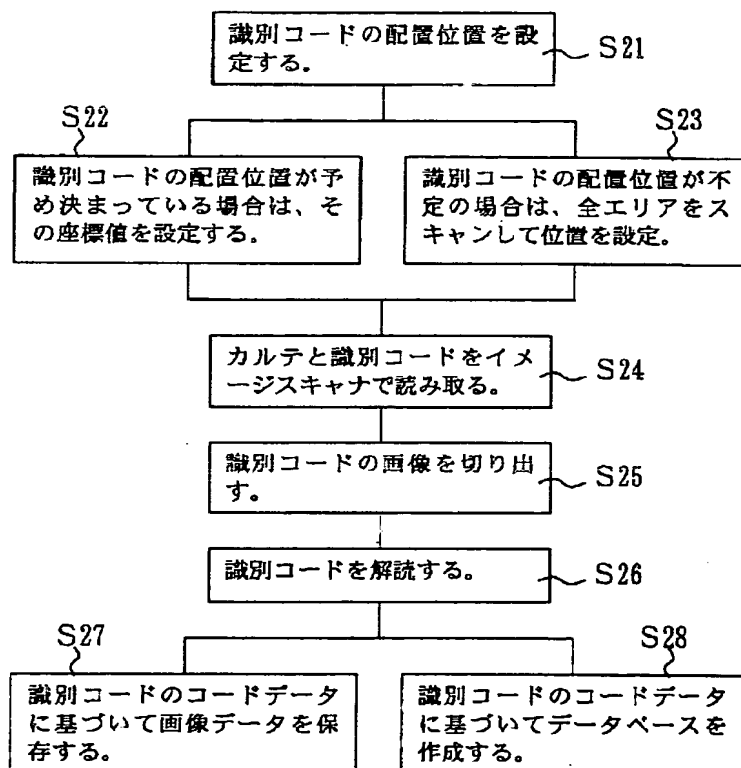 識別コードの配置位置を設
定する。
S21
S22
識別コードの配置位置が予
め決まっている場合は、そ
の座標値を設定する。
S23
識別コードの配置位置が不
定の場合は、全エリアをス
キャンして位置を設定。
カルテと識別コードをイメ
ージスキャナで読み取る。
S24
識別コードの画像を切り出
す。
S25
識別コードを解読する。
S26
S27
識別コードのコードデータ
に基づいて画像データを保
存する。
S28
識別コードのコードデータ
に基づいてデータベースを
作成する。